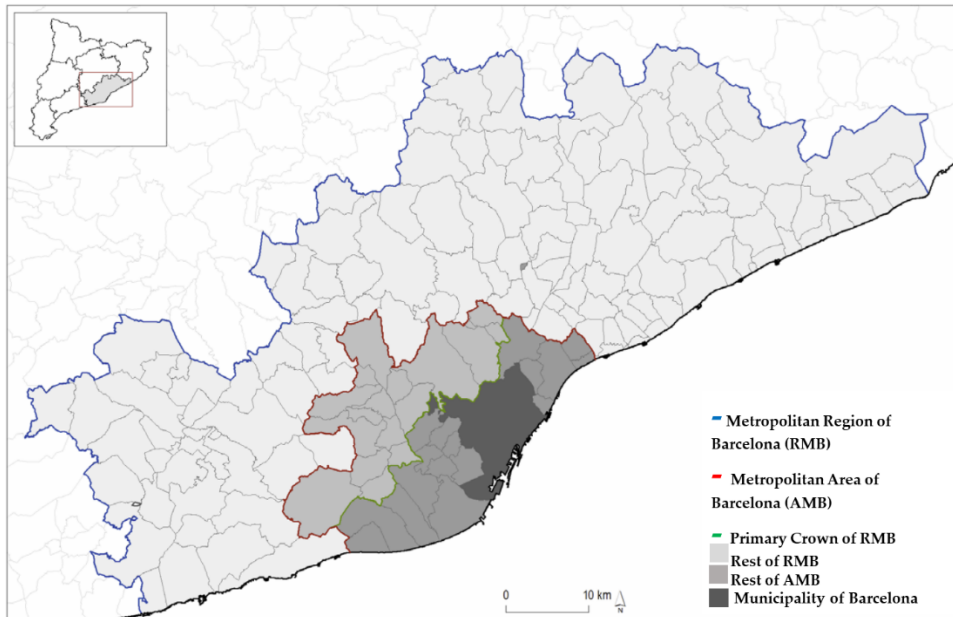 Metropolitan Region of
Barcelona (RMB)
Metropolitan Area of
Barcelona (AMB)
Primary Crown of RMB
Rest of RMB
Rest of AMB
Municipality of Barcelona
0 10 km N